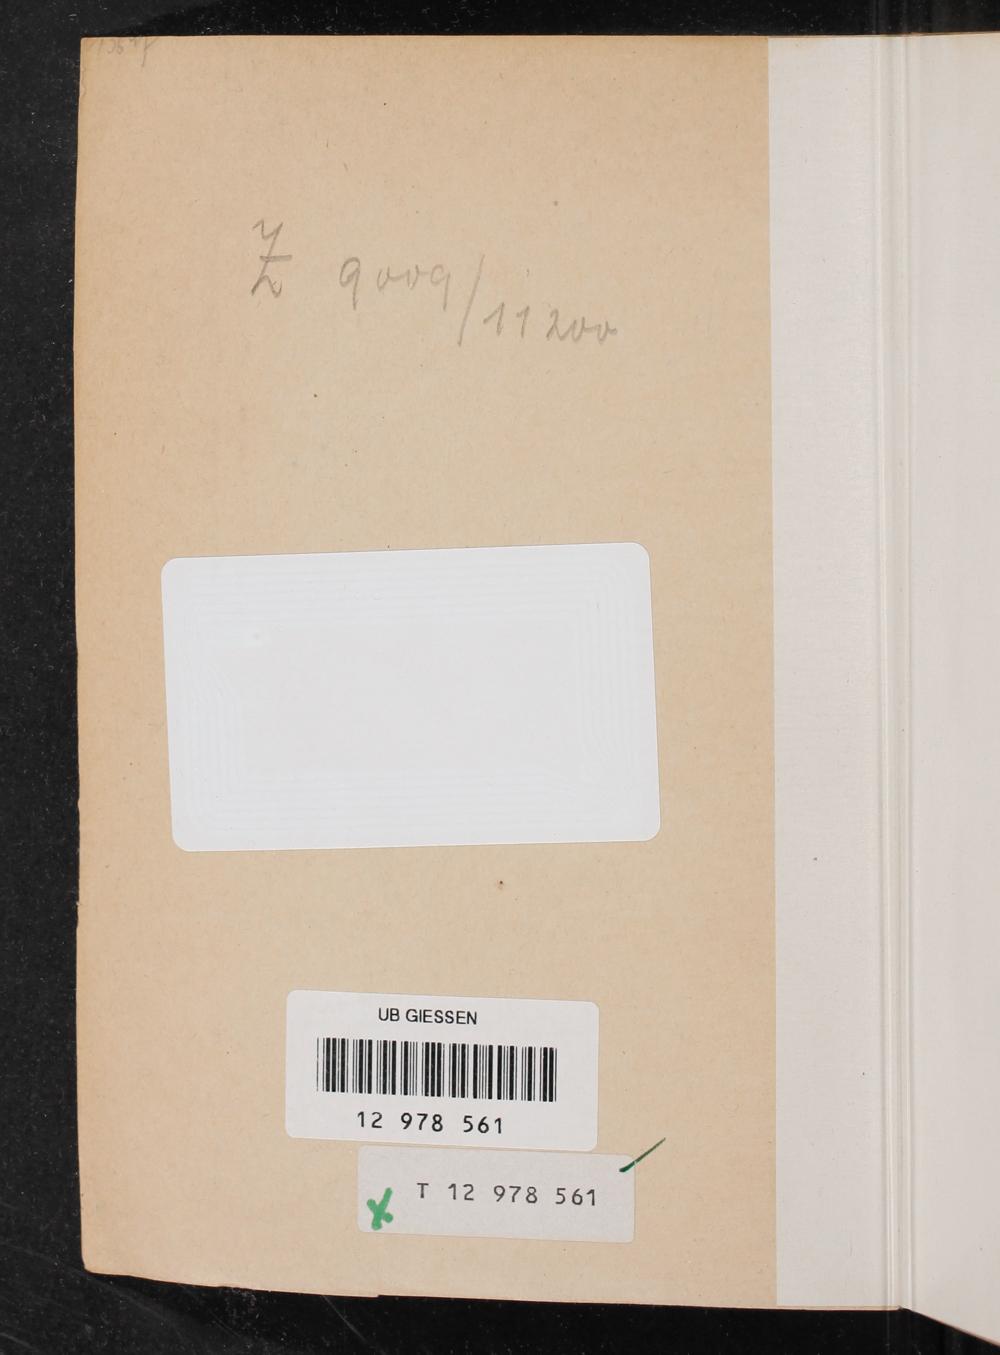 Z 9009/11200
UB GIESSEN
12 978 561
T 12 978 561